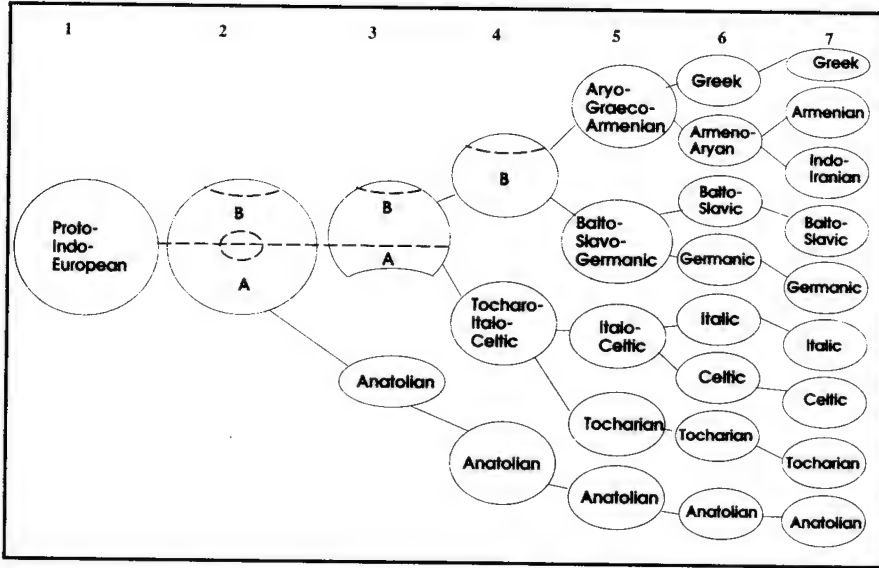 1 2 3 4 5 6 7
Proto-
Indo-
European
B
A
B
A
Anatolian
B
Tocharo-
Italo-
Celtic
Anatolian
Aryo-
Graeco-
Armenian
Balto-
Slavo-
Germanic
Italo-
Celtic
Tocharian
Anatolian
Greek
Armeno-
Aryan
Balto-
Slavic
Germanic
Italic
Celtic
Tocharian
Anatolian
Greek
Armenian
Indo-
Iranian
Balto-
Slavic
Germanic
Italic
Celtic
Tocharian
Anatolian